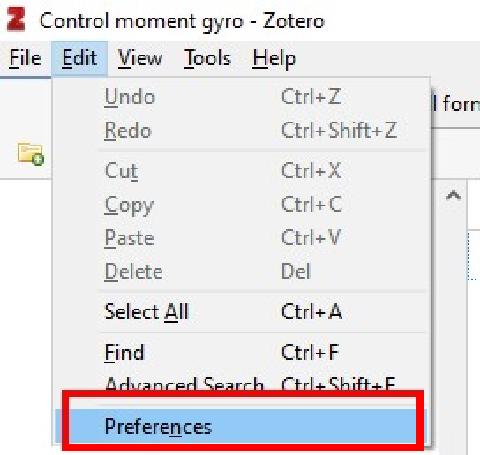 Control moment gyro - Zotero
File Edit View Tools Help
Undo Ctrl+Z
l forn
Redo Ctrl+Shift+Z
Cut Ctrl+X
Copy Ctrl+C
Paste Ctrl+V
Delete Del
Select All Ctrl+A
Find Ctrl+F
Advanced Search Ctrl+Shift+F
Preferences